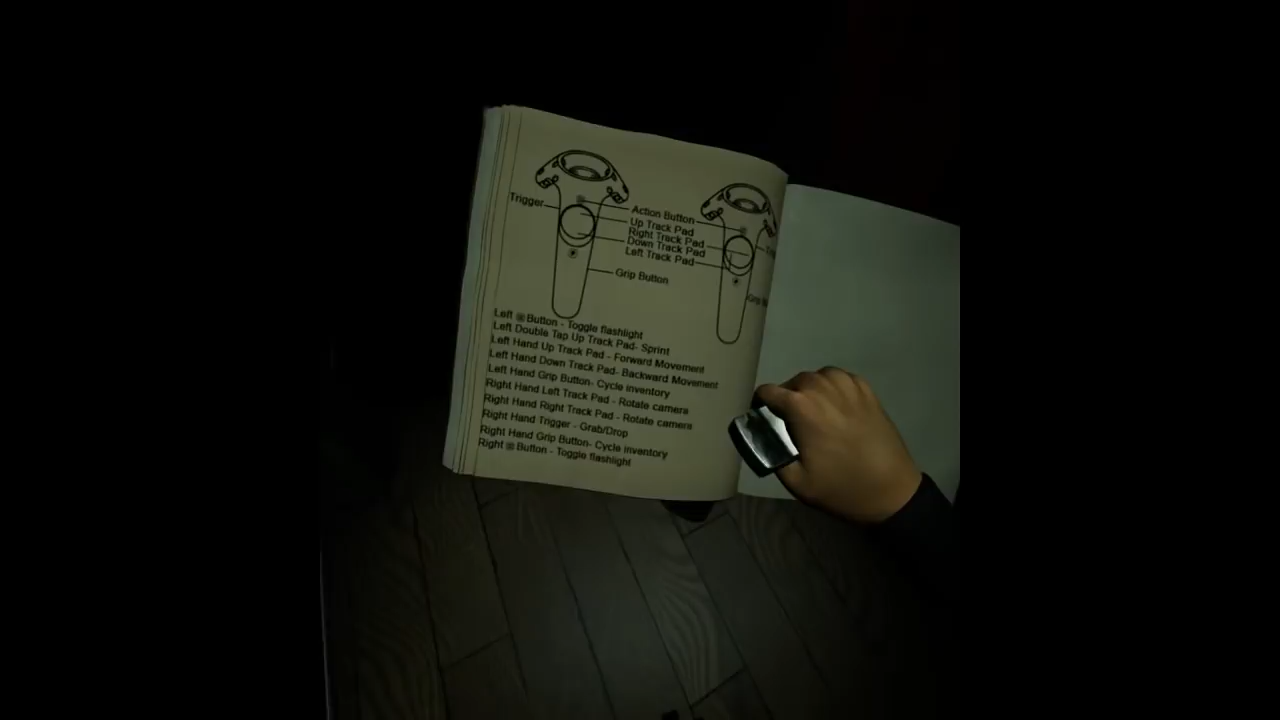 Trigger
Action Button
Up Track Pad
Right Track Pad
Down Track Pad
Left Track Pad
Grip Button
Left Button - Toggle flashlight
Left Double Tap Up Track Pad- Sprint
Left Hand Up Track Pad - Forward Movement
Left Hand Down Track Pad- Backward Movement
Left Hand Grip Button- Cycle inventory
Right Hand Left Track Pad - Rotate camera
Right Hand Right Track Pad - Rotate camera
Right Hand Trigger - Grab/Drop
Right Hand Grip Button- Cycle inventory
Right Button - Toggle flashlight